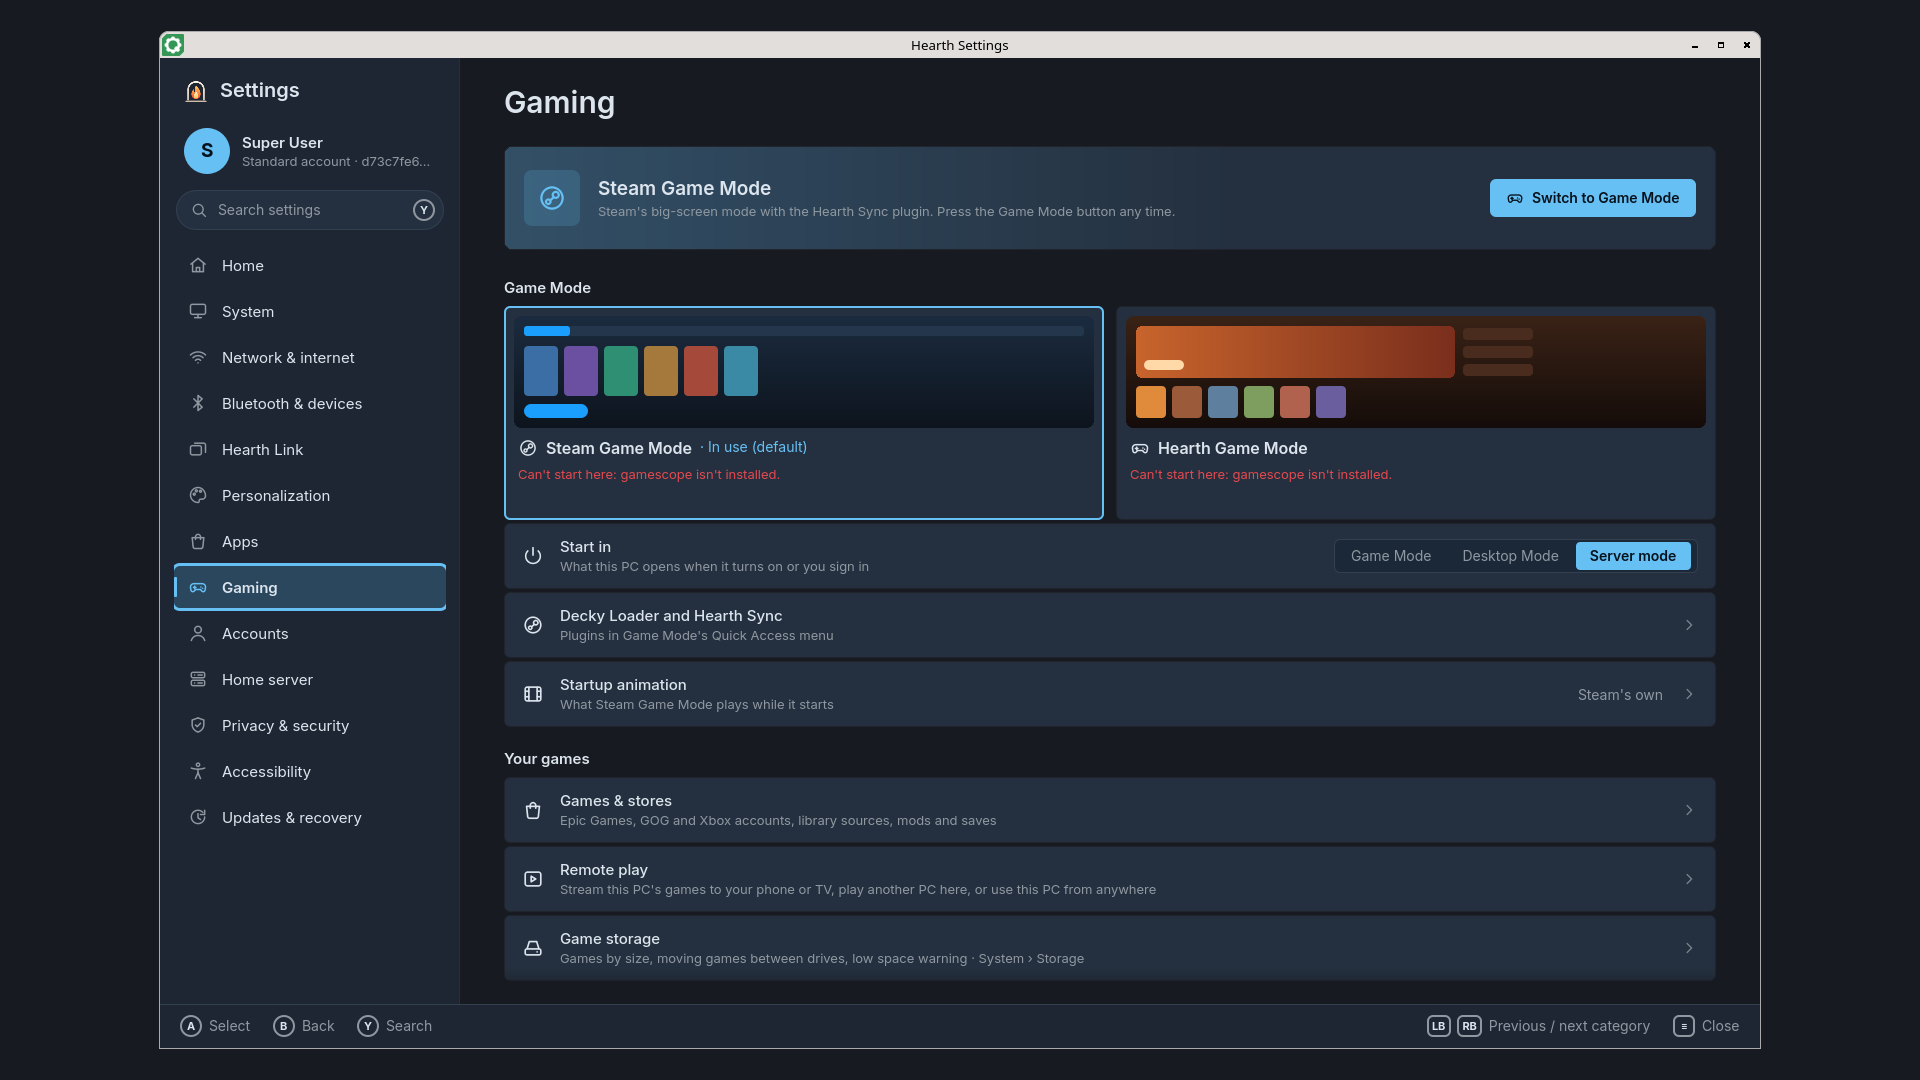 Hearth Settings
Settings
S
Super User
Standard account · d73c7fe6...
Search settings
Y
Home
System
Network & internet
Bluetooth & devices
Hearth Link
Personalization
Apps
Gaming
Accounts
Home server
Privacy & security
Accessibility
Updates & recovery
Gaming
Steam Game Mode
Steam's big-screen mode with the Hearth Sync plugin. Press the Game Mode button any time.
Switch to Game Mode
Game Mode
Steam Game Mode · In use (default)
Can't start here: gamescope isn't installed.
Hearth Game Mode
Can't start here: gamescope isn't installed.
Start in
What this PC opens when it turns on or you sign in
Game Mode
Desktop Mode
Server mode
Decky Loader and Hearth Sync
Plugins in Game Mode's Quick Access menu
Startup animation
What Steam Game Mode plays while it starts
Steam's own
Your games
Games & stores
Epic Games, GOG and Xbox accounts, library sources, mods and saves
Remote play
Stream this PC's games to your phone or TV, play another PC here, or use this PC from anywhere
Game storage
Games by size, moving games between drives, low space warning · System › Storage
A Select
B Back
Y Search
LB RB Previous / next category
≡ Close